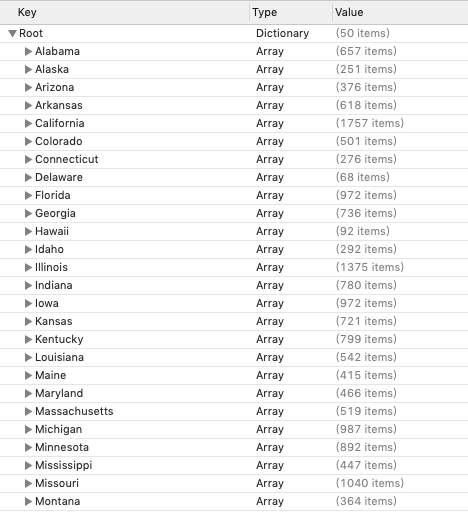 Key Type Value
Root Dictionary (50 items)
Alabama Array (657 items)
Alaska Array (251 items)
Arizona Array (376 items)
Arkansas Array (618 items)
California Array (1757 items)
Colorado Array (501 items)
Connecticut Array (276 items)
Delaware Array (68 items)
Florida Array (972 items)
Georgia Array (736 items)
Hawaii Array (92 items)
Idaho Array (292 items)
Illinois Array (1375 items)
Indiana Array (780 items)
Iowa Array (972 items)
Kansas Array (721 items)
Kentucky Array (799 items)
Louisiana Array (542 items)
Maine Array (415 items)
Maryland Array (466 items)
Massachusetts Array (519 items)
Michigan Array (987 items)
Minnesota Array (892 items)
Mississippi Array (447 items)
Missouri Array (1040 items)
Montana Array (364 items)